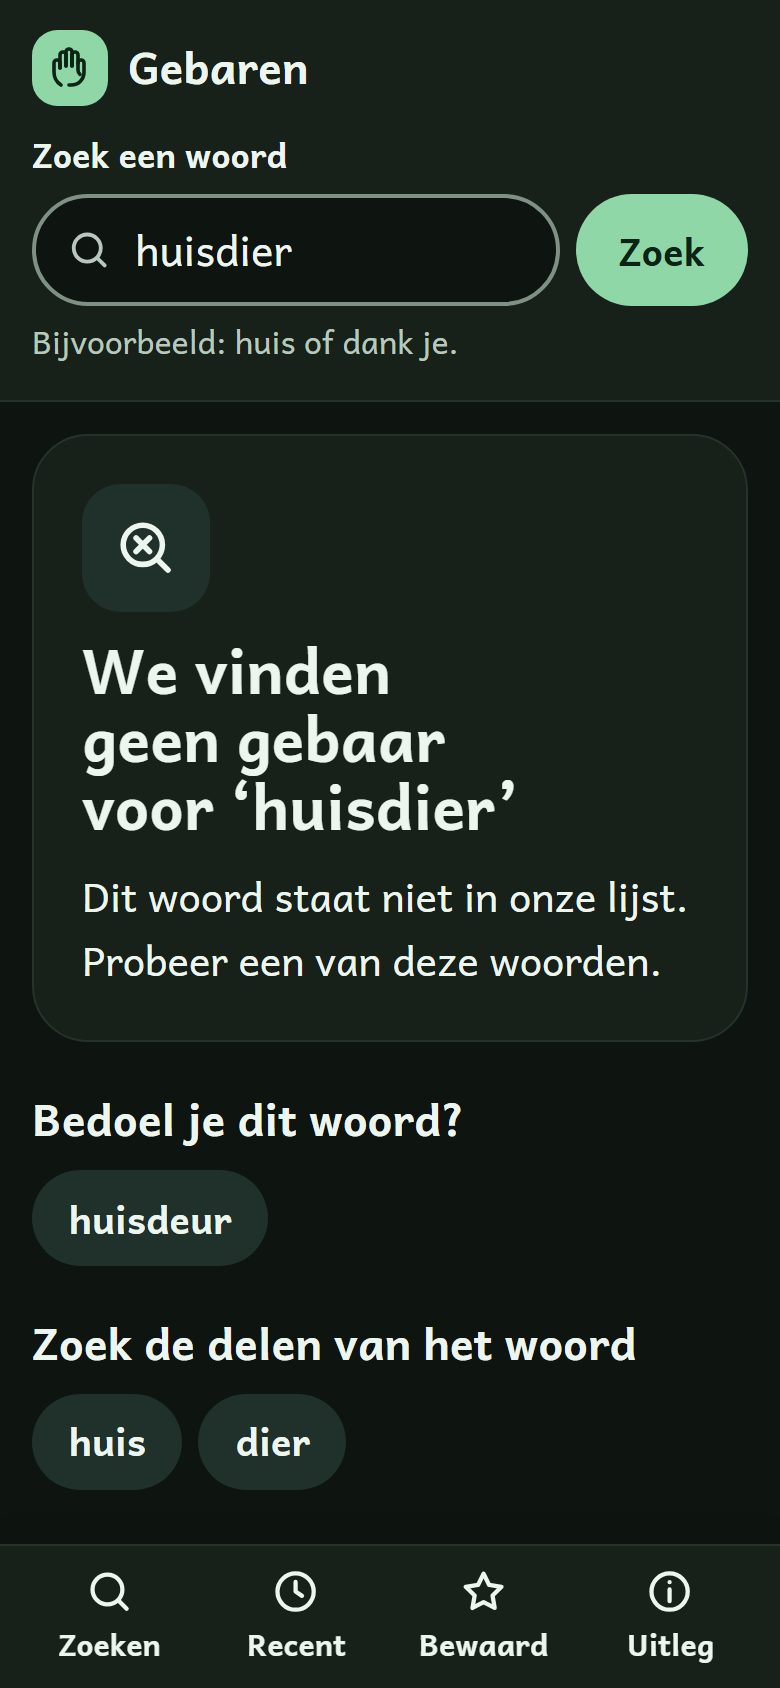 Gebaren
Zoek een woord
huisdier
Zoek
Bijvoorbeeld: huis of dank je.
We vinden
geen gebaar
voor ‘huisdier’
Dit woord staat niet in onze lijst.
Probeer een van deze woorden.
Bedoel je dit woord?
huisdeur
Zoek de delen van het woord
huis dier
Zoeken Recent Bewaard Uitleg